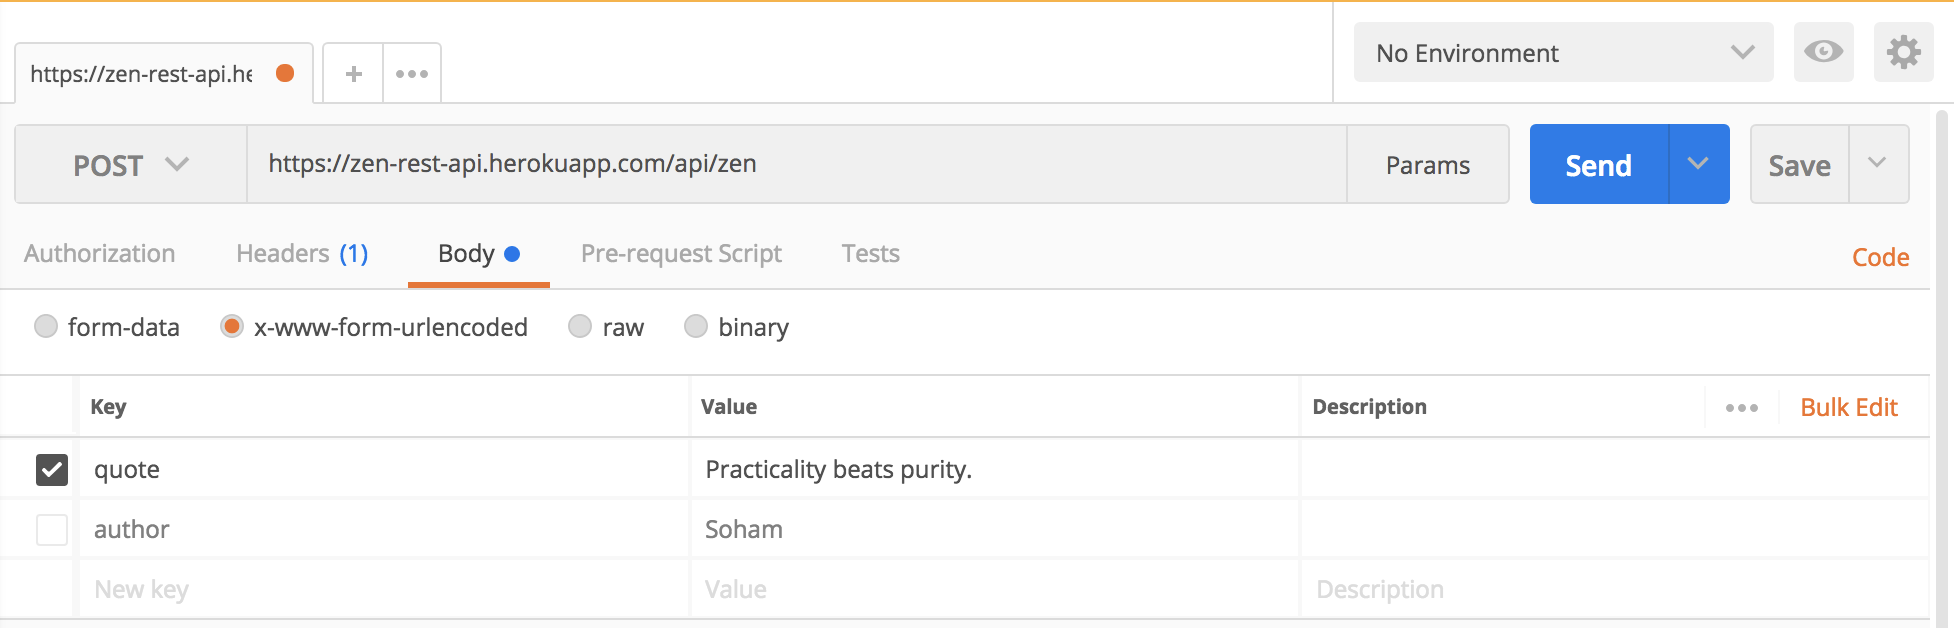 https://zen-rest-api.he
No Environment
POST https://zen-rest-api.herokuapp.com/api/zen Params Send Save
Authorization Headers (1) Body Pre-request Script Tests Code
form-data x-www-form-urlencoded raw binary
Key Value Description Bulk Edit
quote Practicality beats purity.
author Soham
New key Value Description